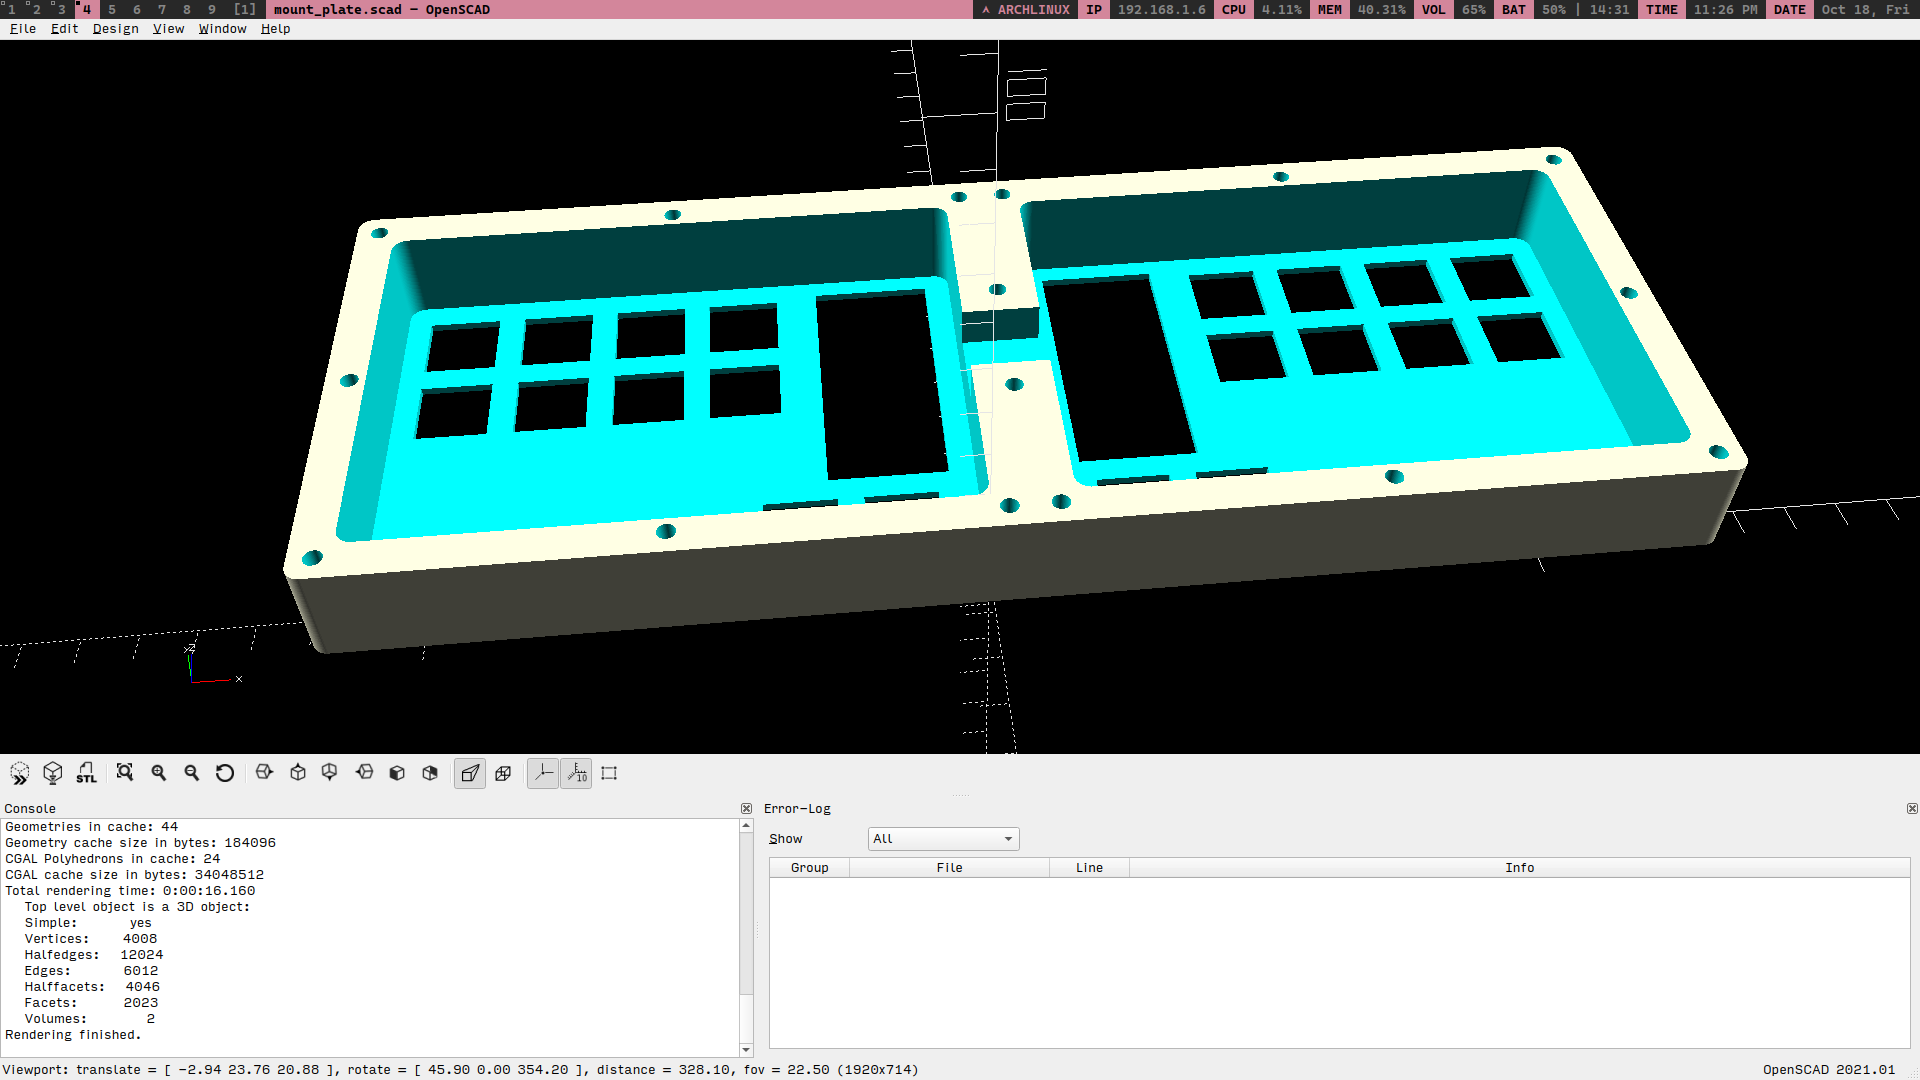 1 2 3 4 5 6 7 8 9 [1] mount_plate.scad — OpenSCAD ARCHLINUX IP 192.168.1.6 CPU 4.11% MEM 40.31% VOL 65% BAT 50% | 14:31 TIME 11:26 PM DATE Oct 18, Fri
File Edit Design View Window Help
x
STL 10
Console
Geometries in cache: 44
Geometry cache size in bytes: 184096
CGAL Polyhedrons in cache: 24
CGAL cache size in bytes: 34048512
Total rendering time: 0:00:16.160
Top level object is a 3D object:
Simple: yes
Vertices: 4008
Halfedges: 12024
Edges: 6012
Halffacets: 4046
Facets: 2023
Volumes: 2
Rendering finished.
Error-Log
Show All
Group File Line Info
Viewport: translate = [ -2.94 23.76 20.88 ], rotate = [ 45.90 0.00 354.20 ], distance = 328.10, fov = 22.50 (1920x714) OpenSCAD 2021.01